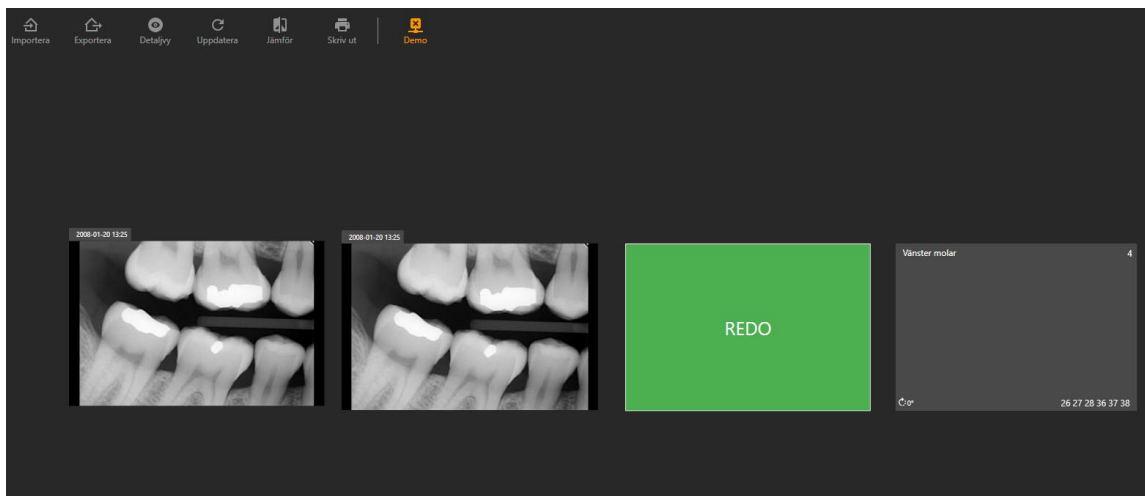 Importera
Exportera
Detaljvy
Uppdatera
Jämför
Skriv ut
Demo
2008-01-20 13:25
2008-01-20 13:25
REDO
Vänster molar
4
0°
26 27 28 36 37 38